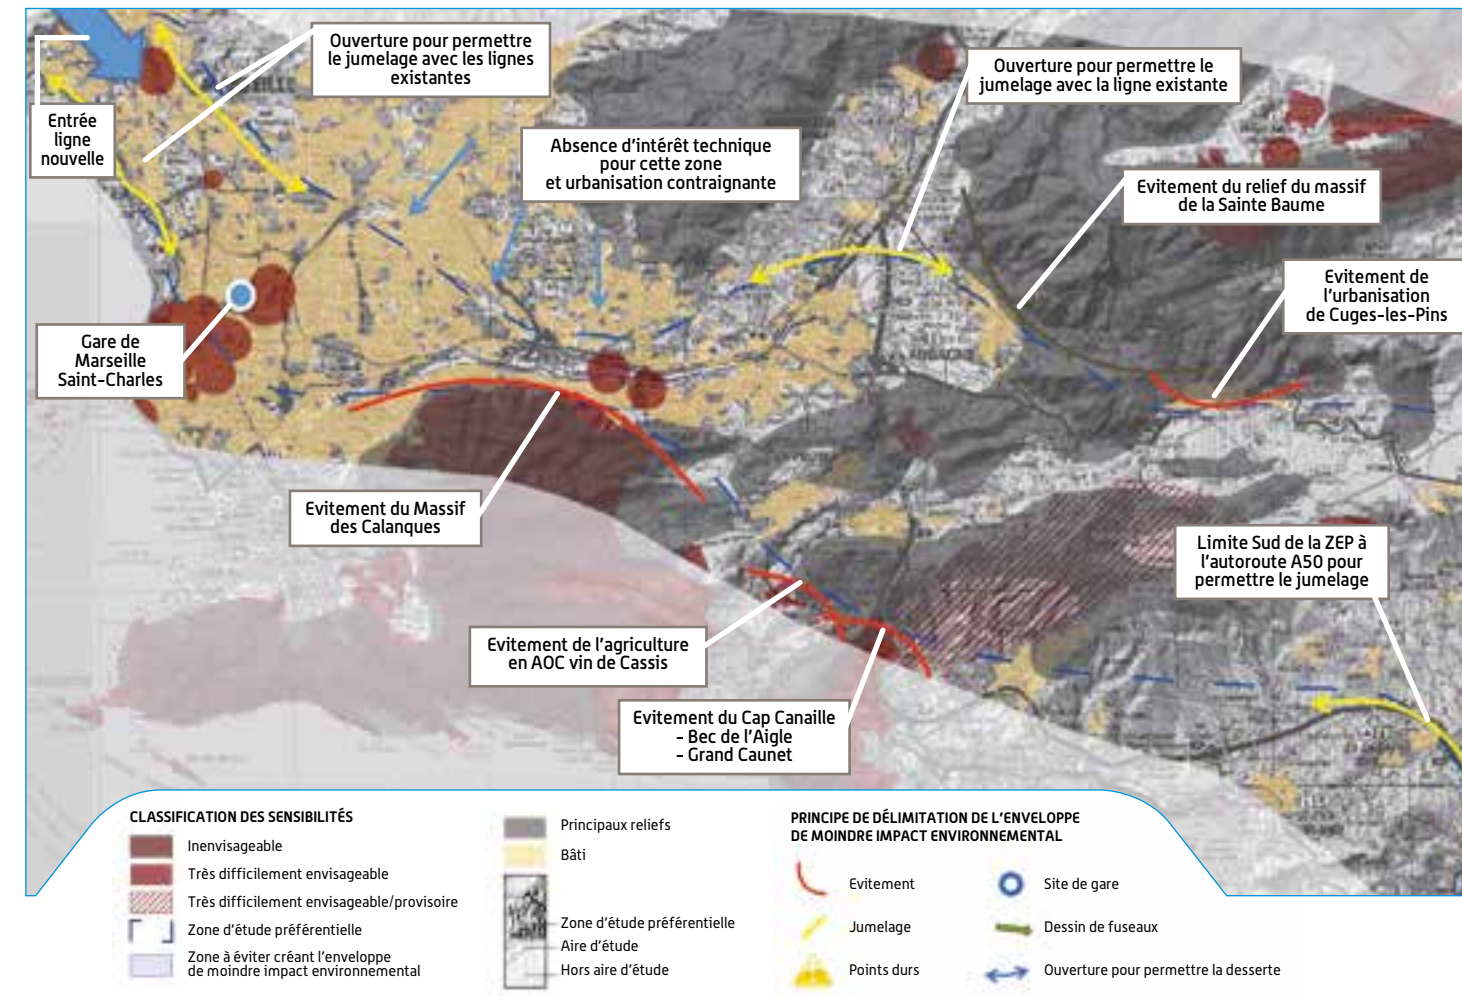 Ouverture pour permettre
le jumelage avec les lignes
existantes
Entrée
ligne
nouvelle
Ouverture pour permettre le
jumelage avec la ligne existante
Absence d'intérêt technique
pour cette zone
et urbanisation contraignante
Evitement du relief du massif
de la Sainte Baume
Evitement de
l'urbanisation
de Cuges-les-Pins
Gare de
Marseille
Saint-Charles
Evitement du Massif
des Calanques
Limite Sud de la ZEP à
l'autoroute A50 pour
permettre le jumelage
Evitement de l'agriculture
en AOC vin de Cassis
Evitement du Cap Canaille
- Bec de l'Aigle
- Grand Caunet
CLASSIFICATION DES SENSIBILITÉS
Inenvisageable
Très difficilement envisageable
Très difficilement envisageable/provisoire
Zone d'étude préférentielle
Zone à éviter créant l'enveloppe
de moindre impact environnemental
Principaux reliefs
Bâti
Zone d'étude préférentielle
Aire d'étude
Hors aire d'étude
PRINCIPE DE DÉLIMITATION DE L'ENVELOPPE
DE MOINDRE IMPACT ENVIRONNEMENTAL
Evitement
Jumelage
Points durs
Site de gare
Dessin de fuseaux
Ouverture pour permettre la desserte